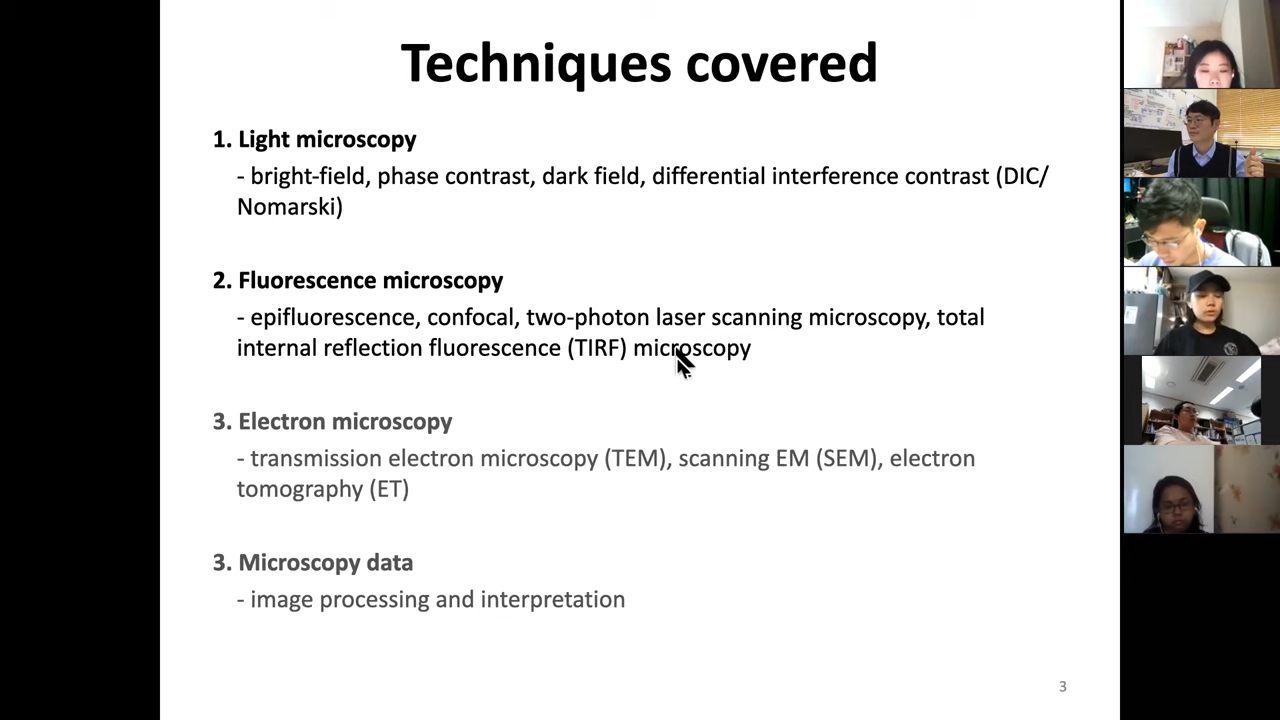 Techniques covered
1. Light microscopy
- bright-field, phase contrast, dark field, differential interference contrast (DIC/
Nomarski)
2. Fluorescence microscopy
- epifluorescence, confocal, two-photon laser scanning microscopy, total
internal reflection fluorescence (TIRF) microscopy
3. Electron microscopy
- transmission electron microscopy (TEM), scanning EM (SEM), electron
tomography (ET)
3. Microscopy data
- image processing and interpretation
3